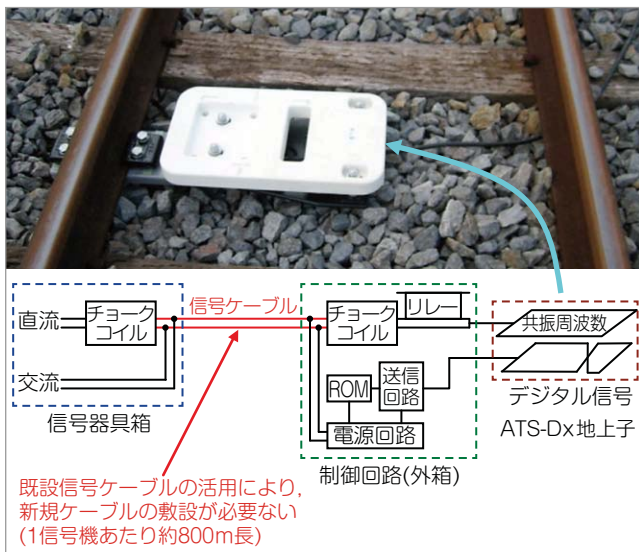 直流
チョーク
コイル
交流
信号器具箱
信号ケーブル
チョーク
コイル
リレー
ROM
送信
回路
電源回路
制御回路(外箱)
共振周波数
デジタル信号
ATS-Dx地上子
既設信号ケーブルの活用により,
新規ケーブルの敷設が必要ない
(1信号機あたり約800m長)